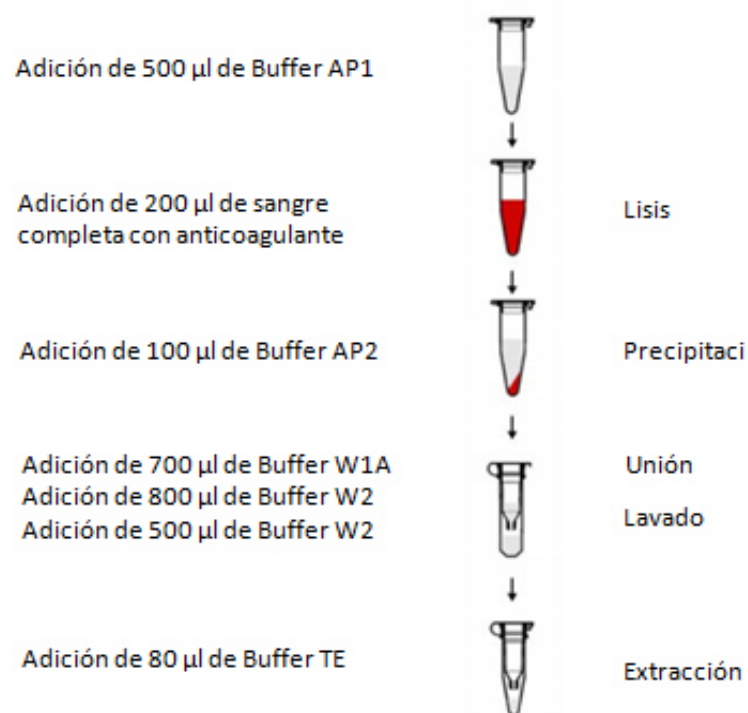 Adición de 500 µl de Buffer AP1
Adición de 200 µl de sangre
completa con anticoagulante
Lisis
Adición de 100 µl de Buffer AP2
Precipitaci
Adición de 700 µl de Buffer W1A
Adición de 800 µl de Buffer W2
Adición de 500 µl de Buffer W2
Unión
Lavado
Adición de 80 µl de Buffer TE
Extracción